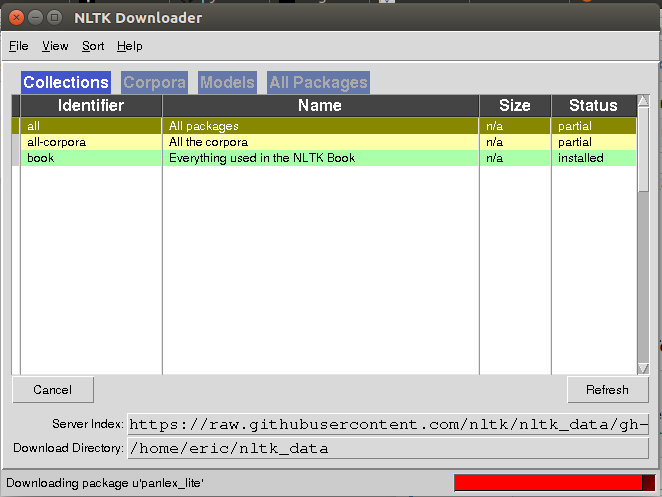 NLTK Downloader
File View Sort Help
Collections Corpora Models All Packages
Identifier Name Size Status
all All packages n/a partial
all-corpora All the corpora n/a partial
book Everything used in the NLTK Book n/a installed
Cancel Refresh
Server Index: https://raw.githubusercontent.com/nltk/nltk_data/gh-
Download Directory: /home/eric/nltk_data
Downloading package u'panlex_lite'